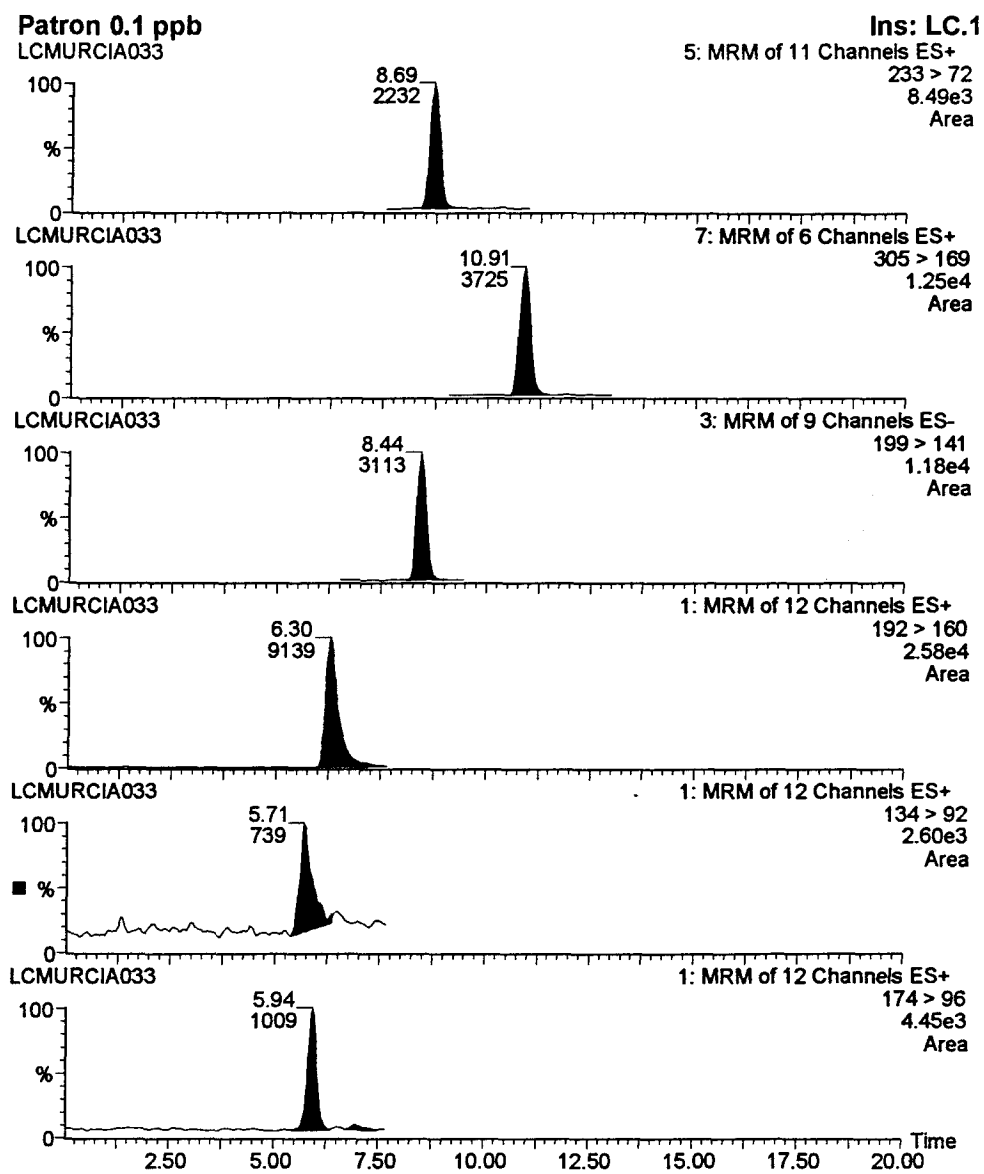 Patron 0.1 ppb Ins: LC.1
LCMURCIA033 5: MRM of 11 Channels ES+
233 > 72
8.49e3
Area
8.69
2232
100
%
0
LCMURCIA033 7: MRM of 6 Channels ES+
305 > 169
1.25e4
Area
10.91
3725
100
%
0
LCMURCIA033 3: MRM of 9 Channels ES-
199 > 141
1.18e4
Area
8.44
3113
100
%
0
LCMURCIA033 1: MRM of 12 Channels ES+
192 > 160
2.58e4
Area
6.30
9139
100
%
0
LCMURCIA033 1: MRM of 12 Channels ES+
134 > 92
2.60e3
Area
5.71
739
100
%
0
LCMURCIA033 1: MRM of 12 Channels ES+
174 > 96
4.45e3
Area
5.94
1009
100
%
0
Time
2.50 5.00 7.50 10.00 12.50 15.00 17.50 20.00